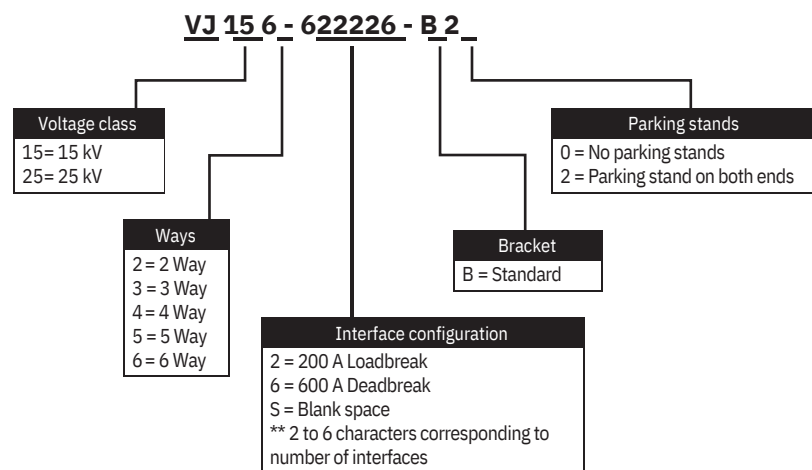 VJ 15 6 - 622226 - B 2
Voltage class
15= 15 kV
25= 25 kV
Parking stands
0 = No parking stands
2 = Parking stand on both ends
Ways
2 = 2 Way
3 = 3 Way
4 = 4 Way
5 = 5 Way
6 = 6 Way
Bracket
B = Standard
Interface configuration
2 = 200 A Loadbreak
6 = 600 A Deadbreak
S = Blank space
** 2 to 6 characters corresponding to
number of interfaces